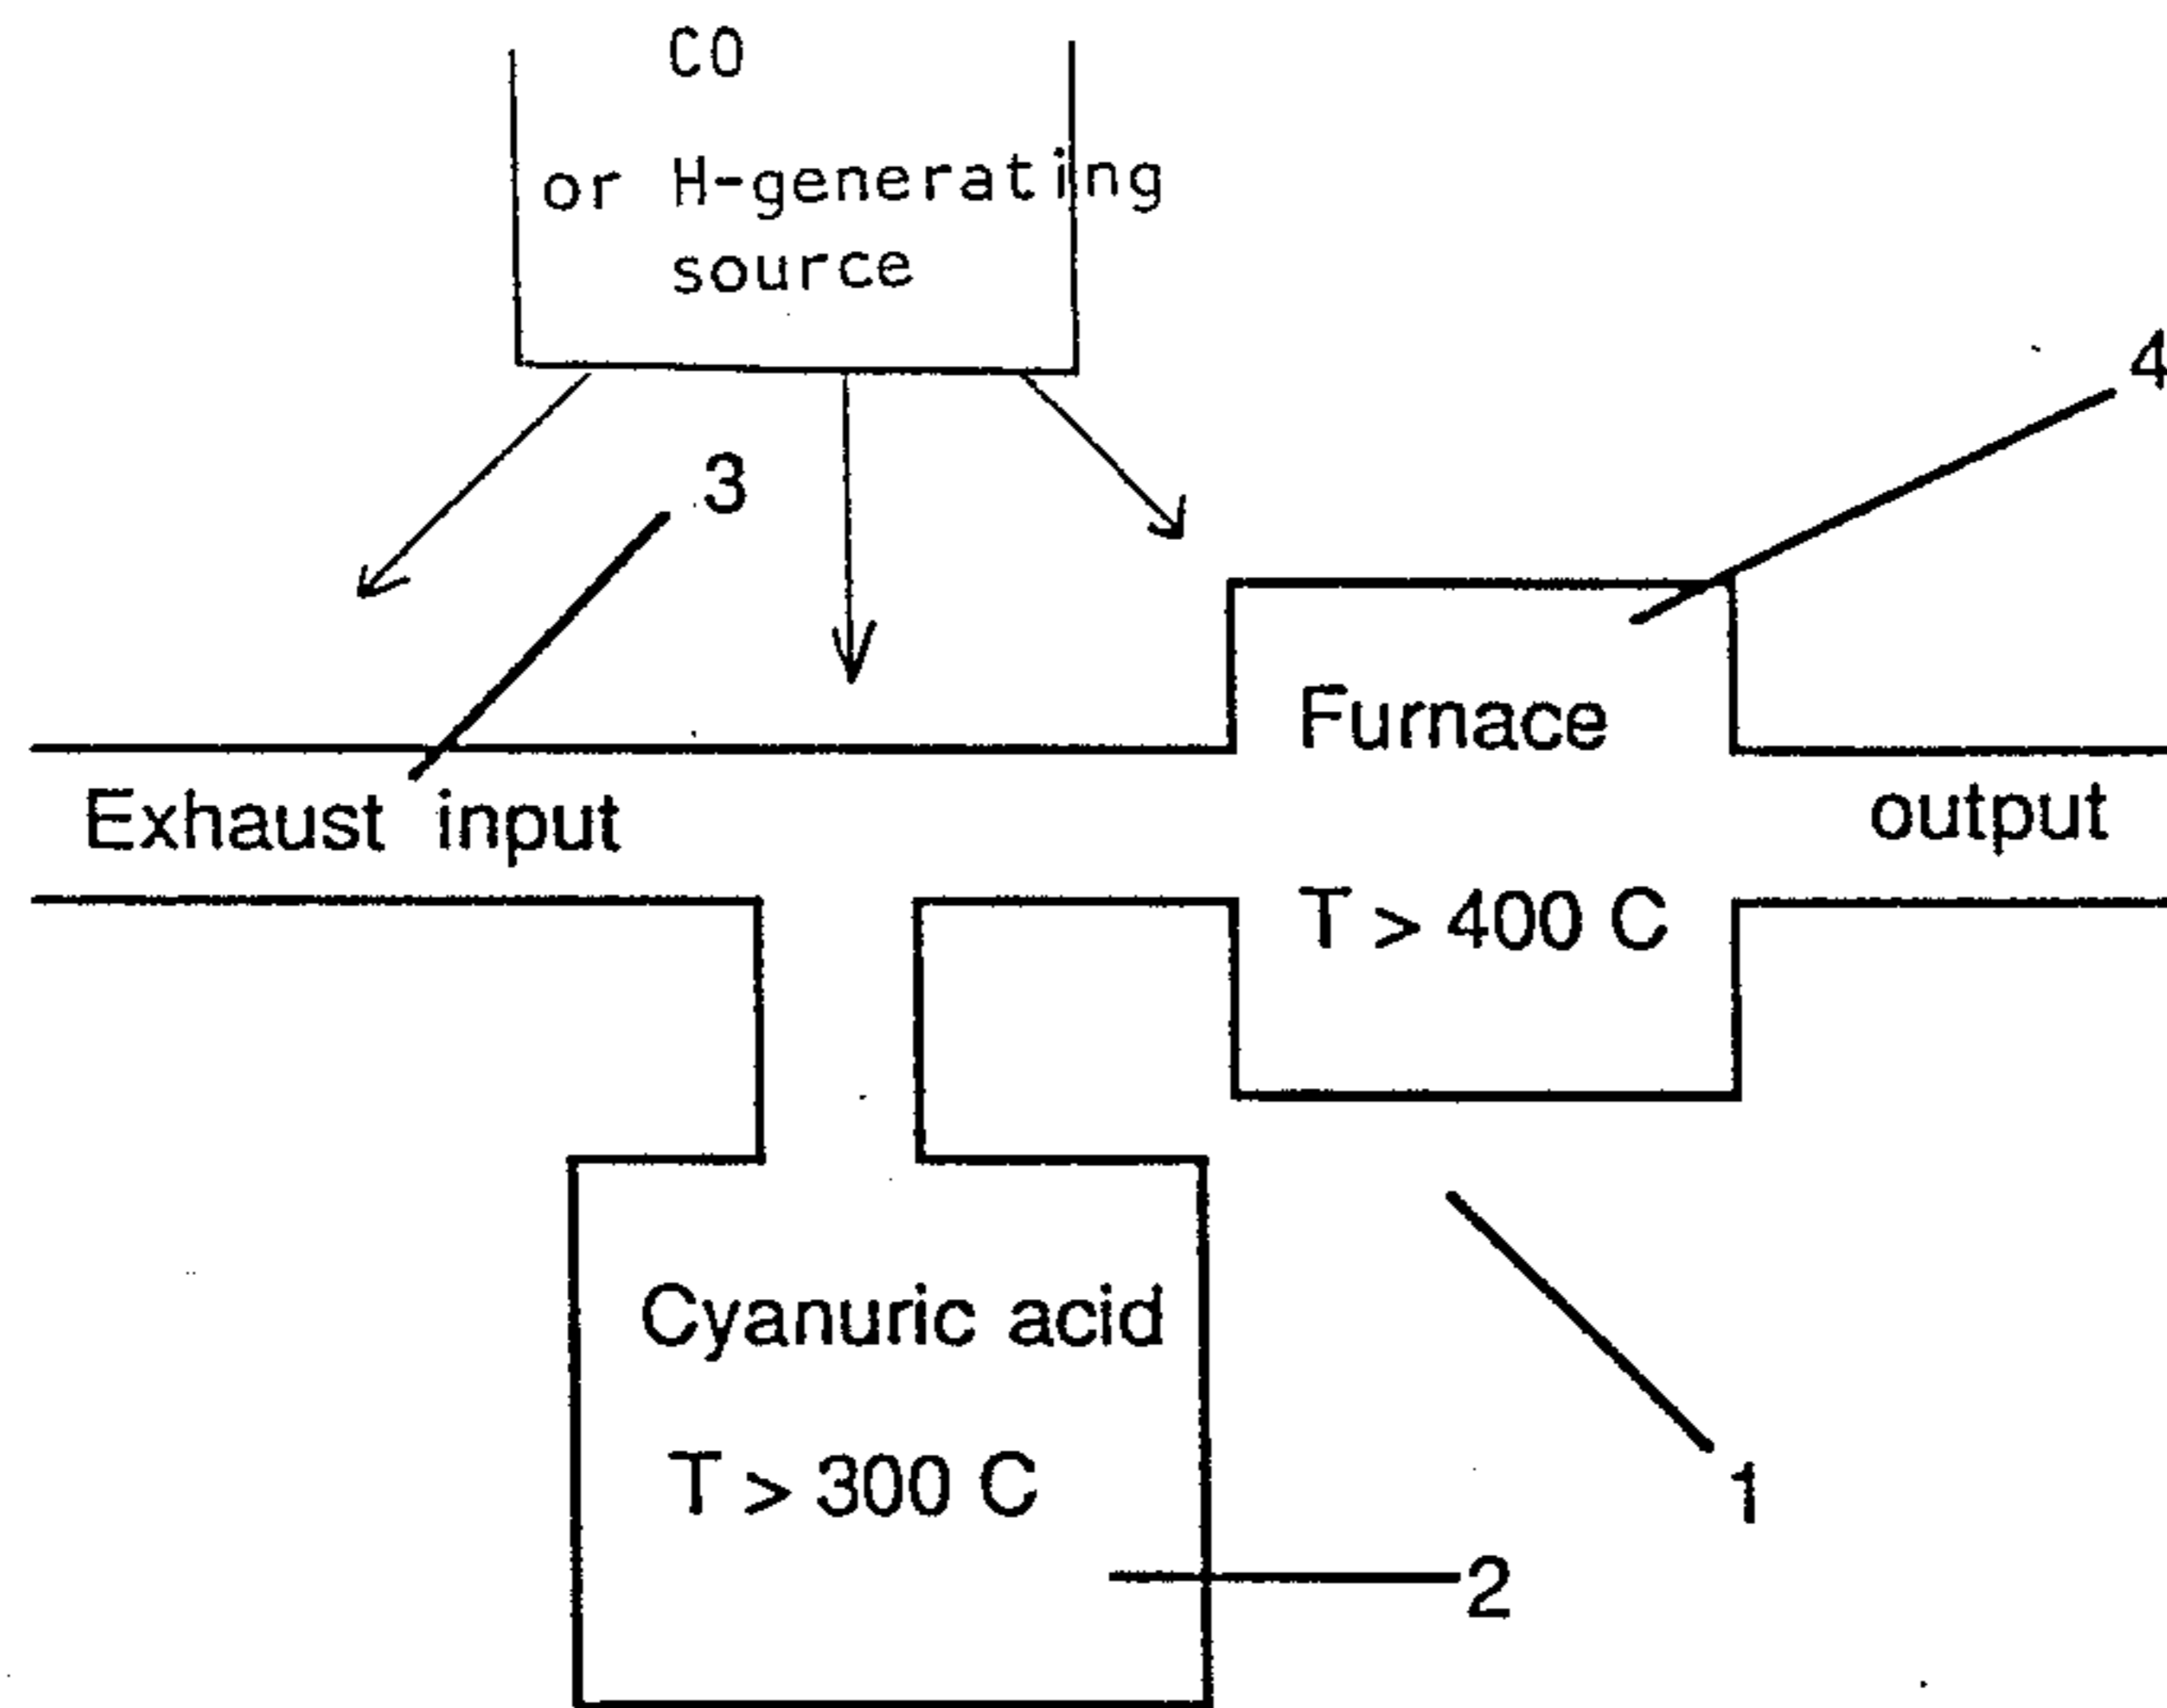 CO
or H-generating
source
4
3
Furnace
Exhaust input
output
T > 400 C
Cyanuric acid
T > 300 C
1
2